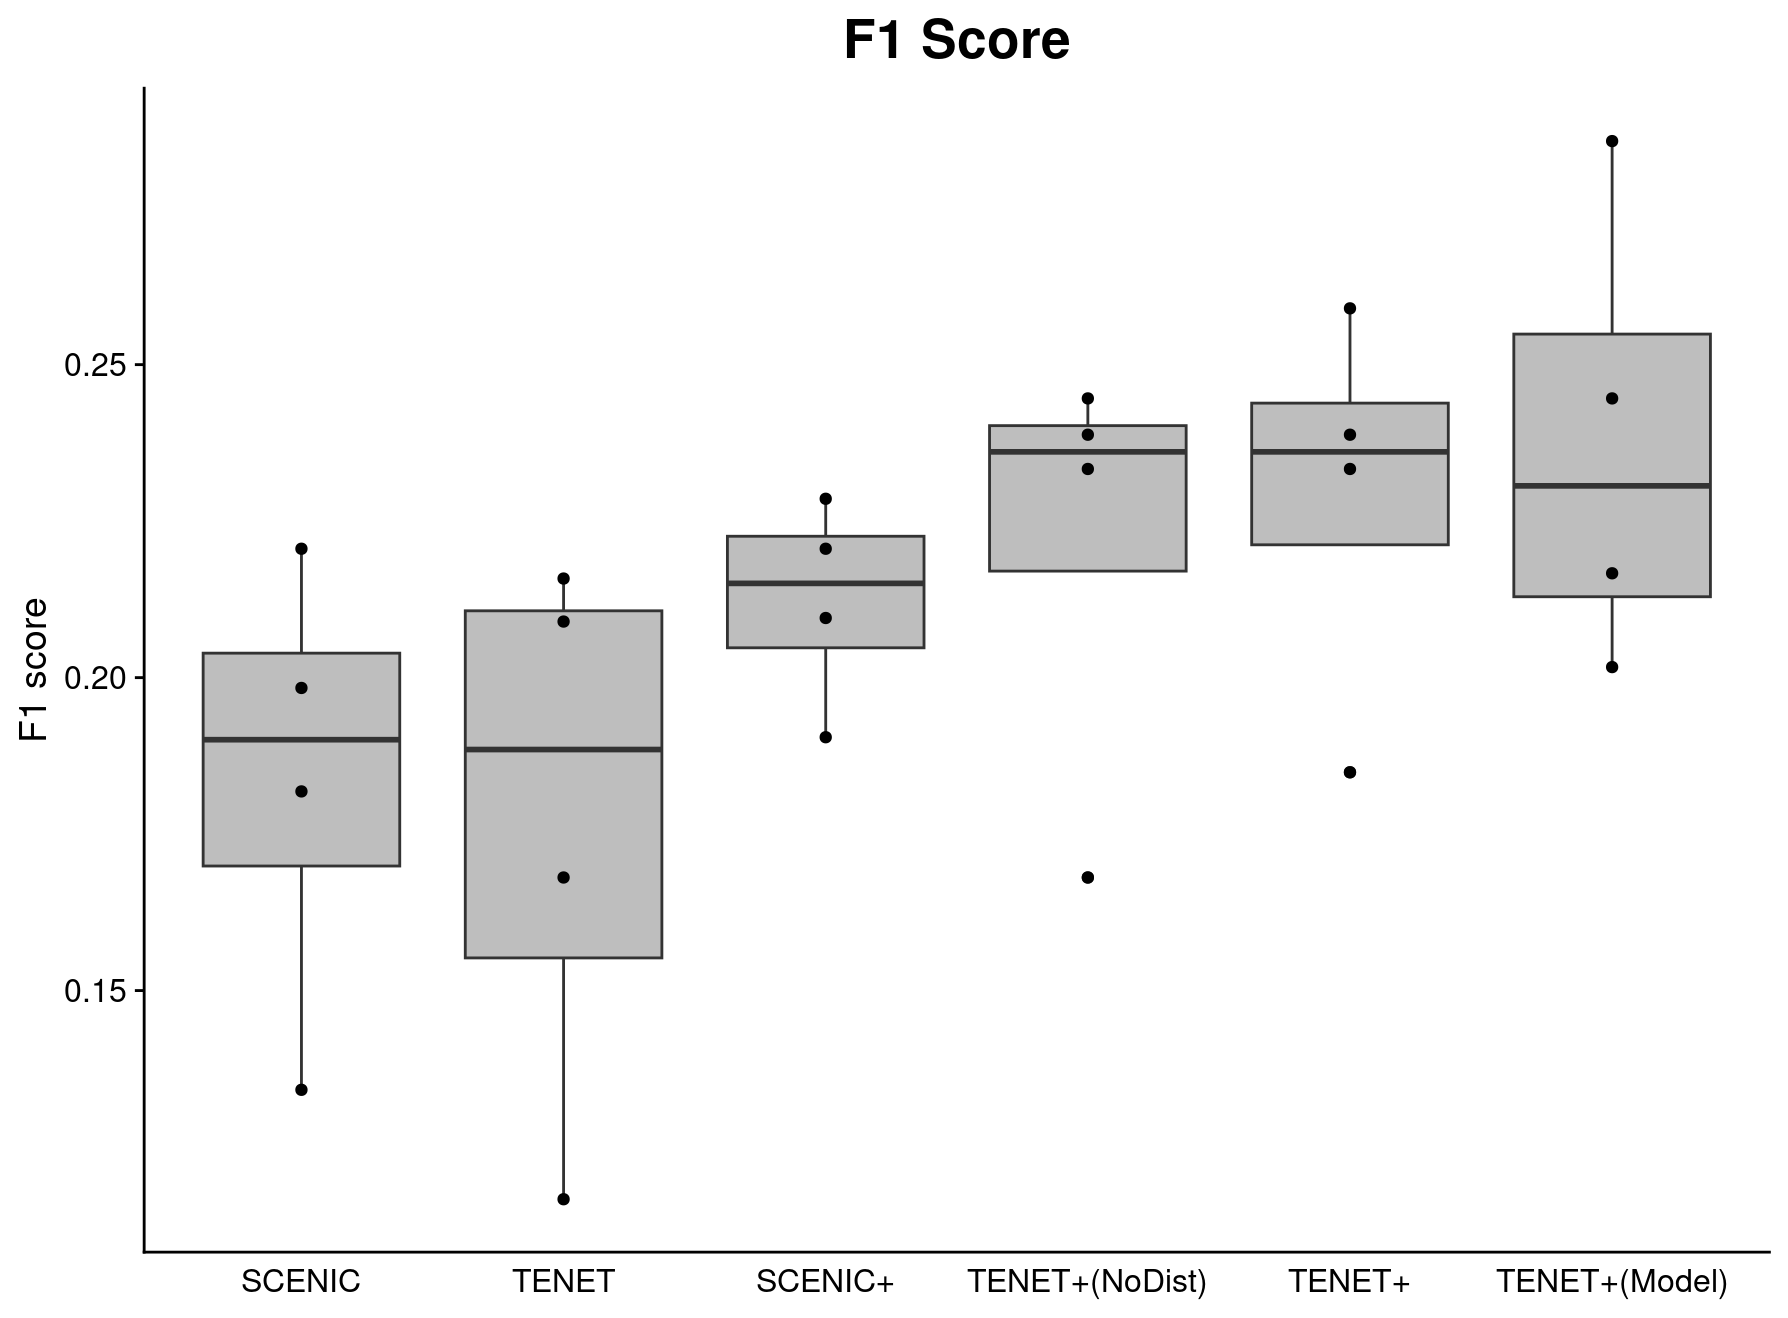 F1 Score
F1 score
0.25
0.20
0.15
SCENIC
TENET
SCENIC+
TENET+(NoDist)
TENET+
TENET+(Model)